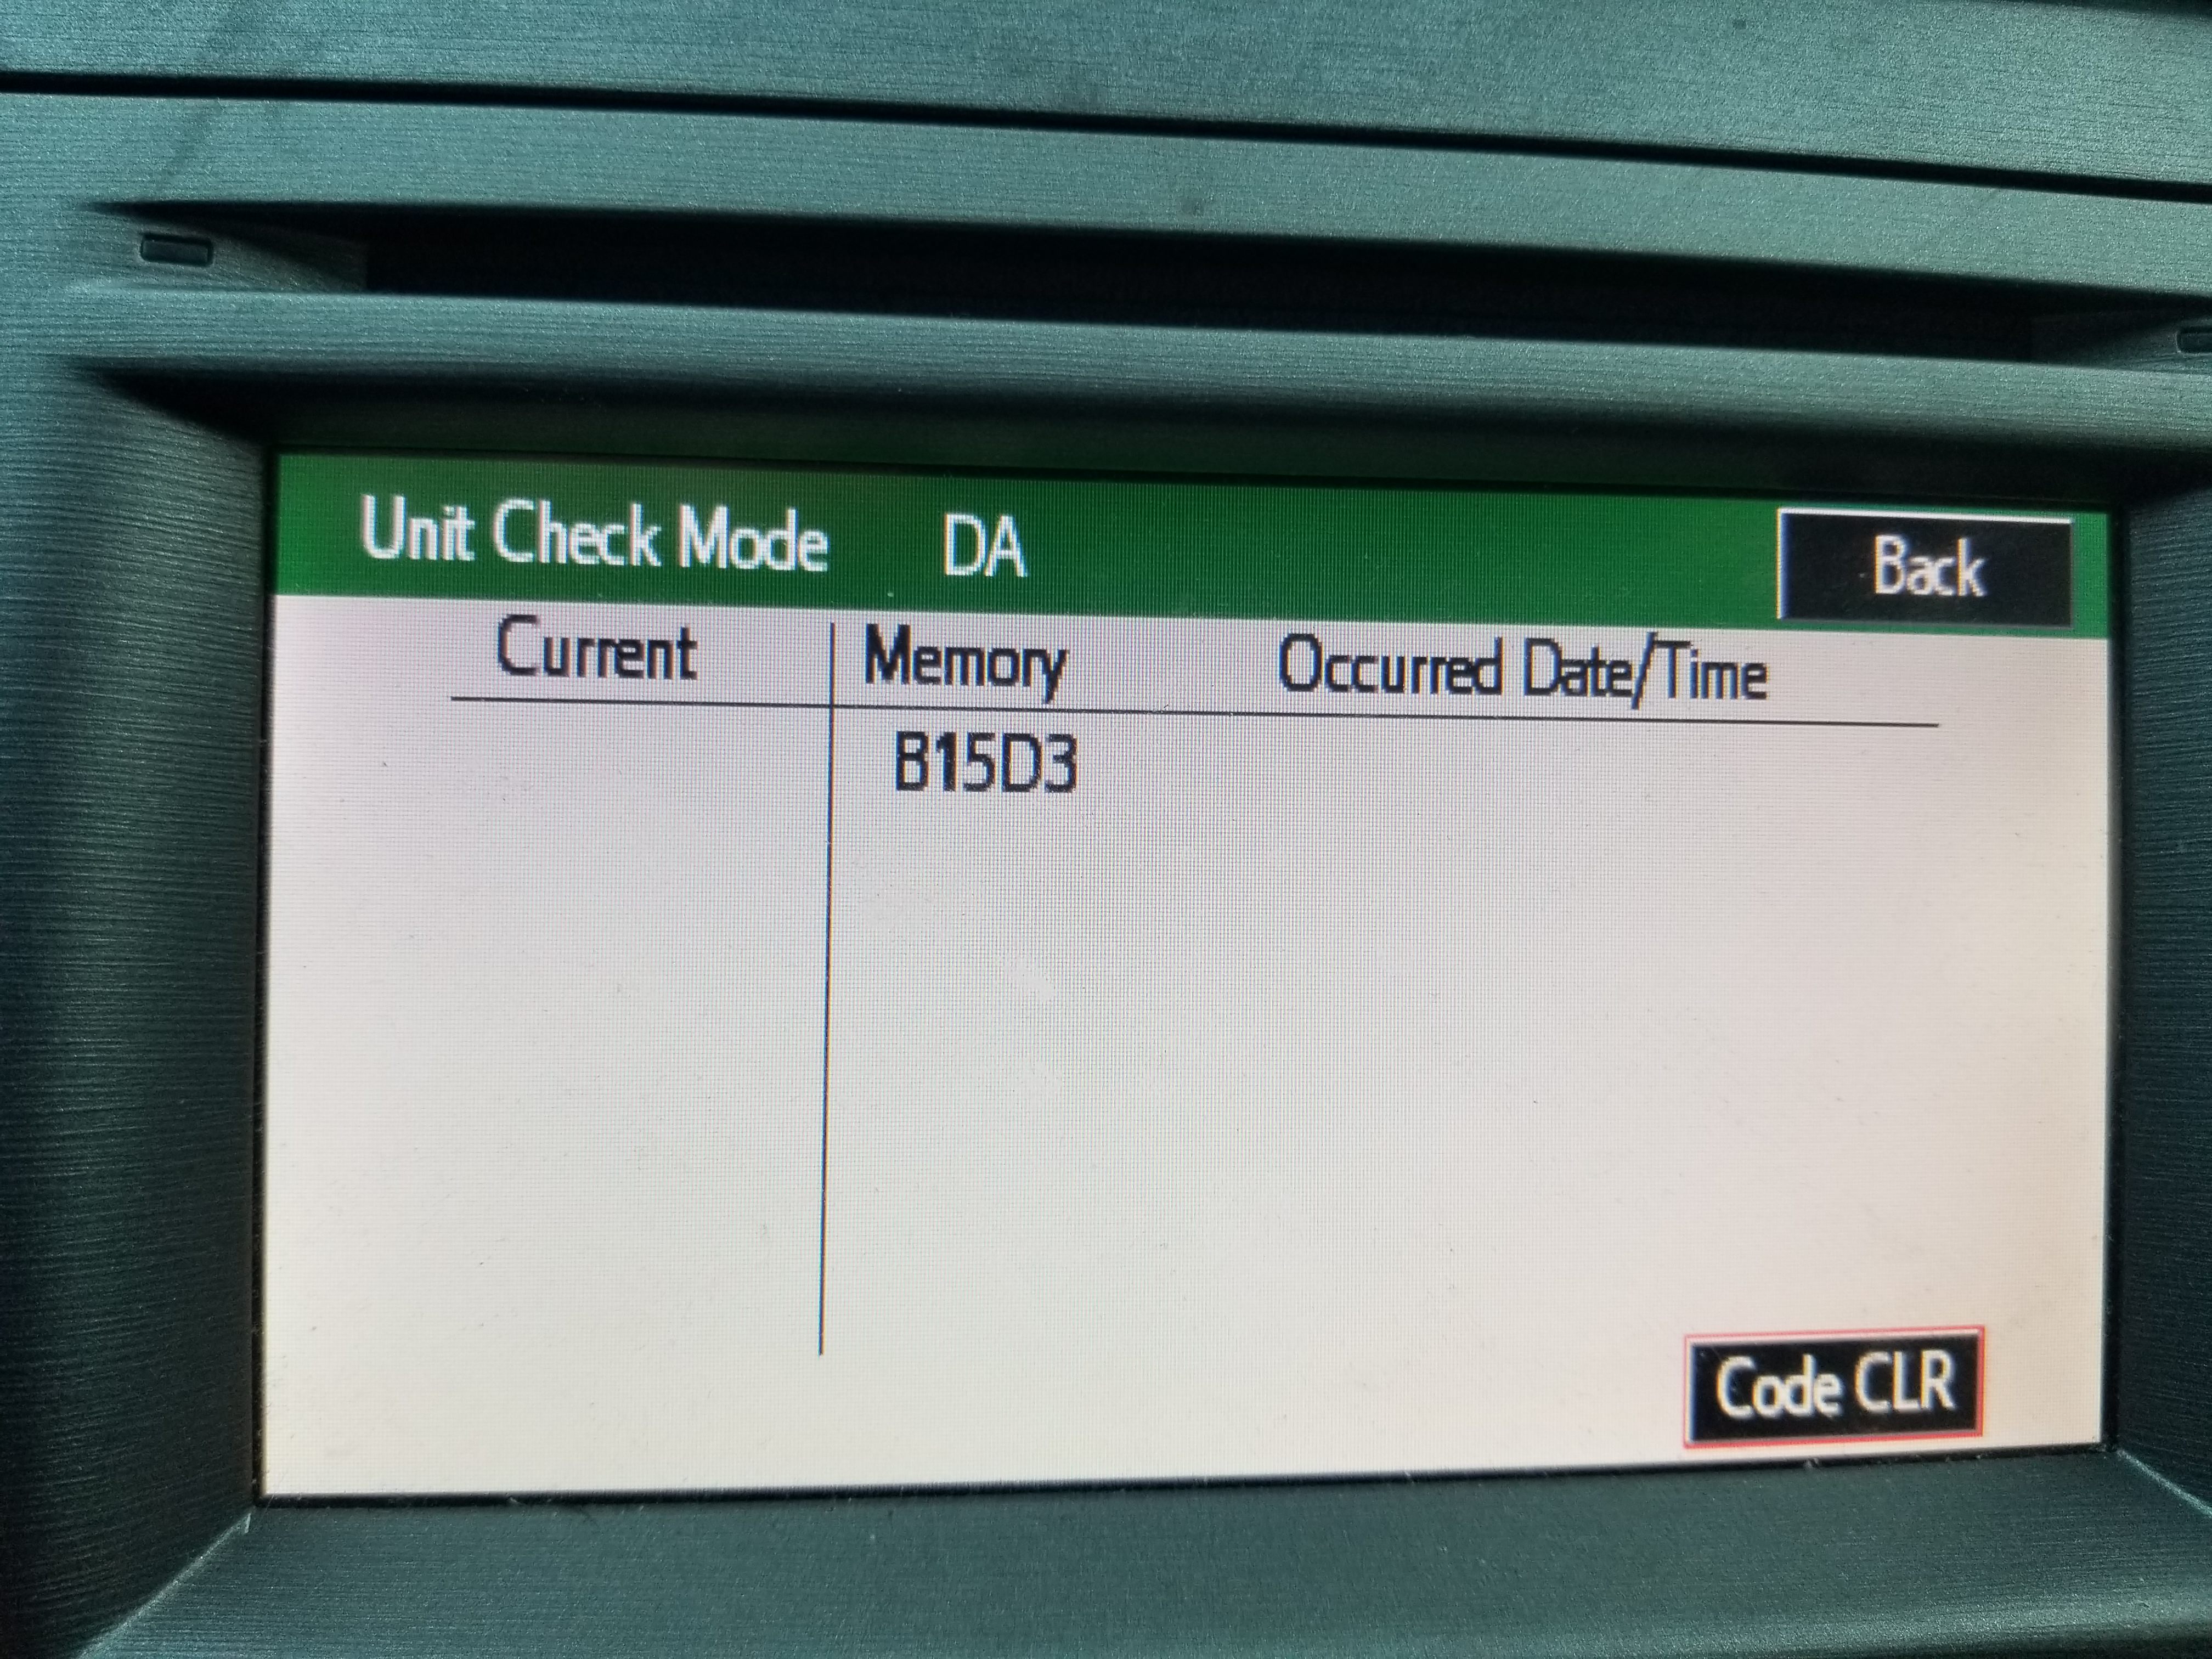 Unit Check Mode DA Back
Current Memory Occurred Date/Time
B15D3
Code CLR